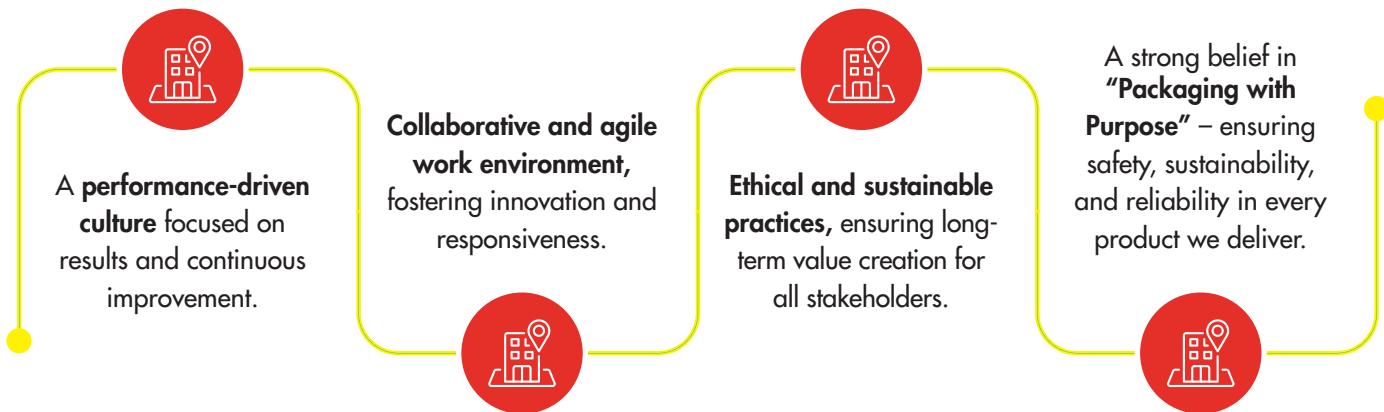 A performance-driven
culture focused on
results and continuous
improvement.
Collaborative and agile
work environment,
fostering innovation and
responsiveness.
Ethical and sustainable
practices, ensuring long-
term value creation for
all stakeholders.
A strong belief in
“Packaging with
Purpose” – ensuring
safety, sustainability,
and reliability in every
product we deliver.